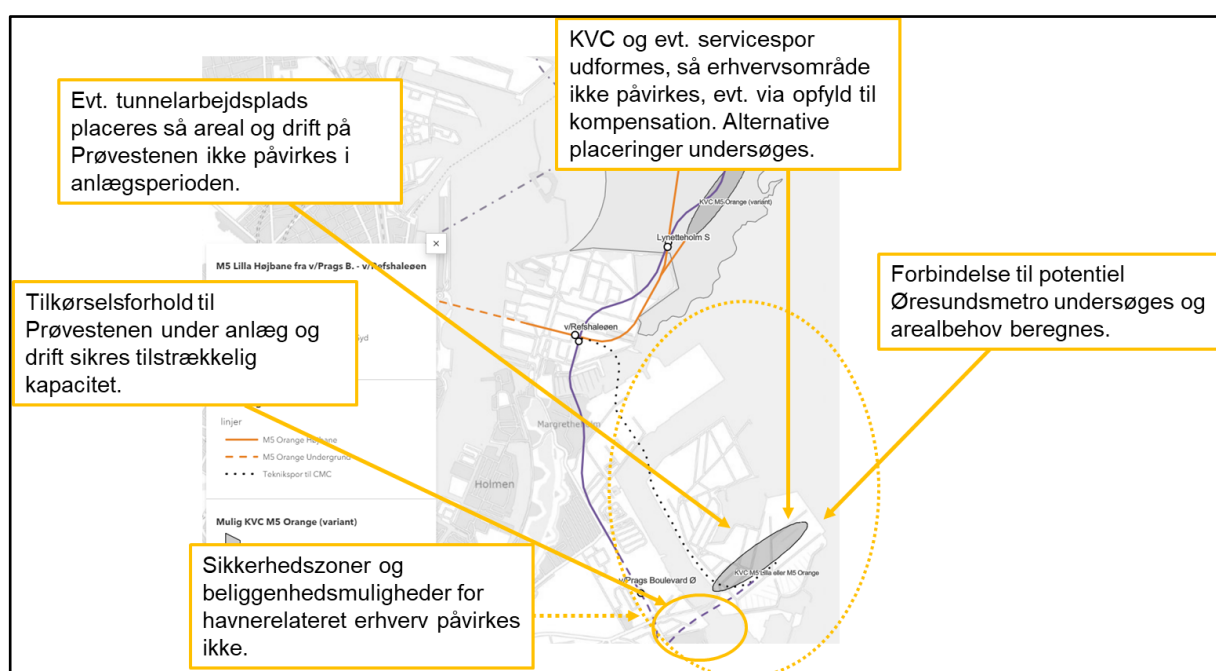 KVC og evt. servicespor
udformes, så erhvervsområde
ikke påvirkes, evt. via opfyld til
kompensation. Alternative
placeringer undersøges.
Evt. tunnelarbejdsplads
placeres så areal og drift på
Prøvestenen ikke påvirkes i
anlægsperioden.
KVC M5 Orange (variant)
Lynetteholm S
×
M5 Lilla Højbane fra v/Prags B. - v/Refshaleøen
Forbindelse til potentiel
Øresundsmetro undersøges og
arealbehov beregnes.
Tilkørselsforhold til
Prøvestenen under anlæg og
drift sikres tilstrækkelig
kapacitet.
v/Refshaleøen
linjer
M5 Orange Højbane
M5 Orange Undergrund
Teknikspor til CMC
Margretheholm
Holmen
Mulig KVC M5 Orange (variant)
KVC M5 Lilla eller M5 Orange
v/Prags Boulevard Ø
Sikkerhedszoner og
beliggenhedsmuligheder for
havnerelateret erhverv påvirkes
ikke.